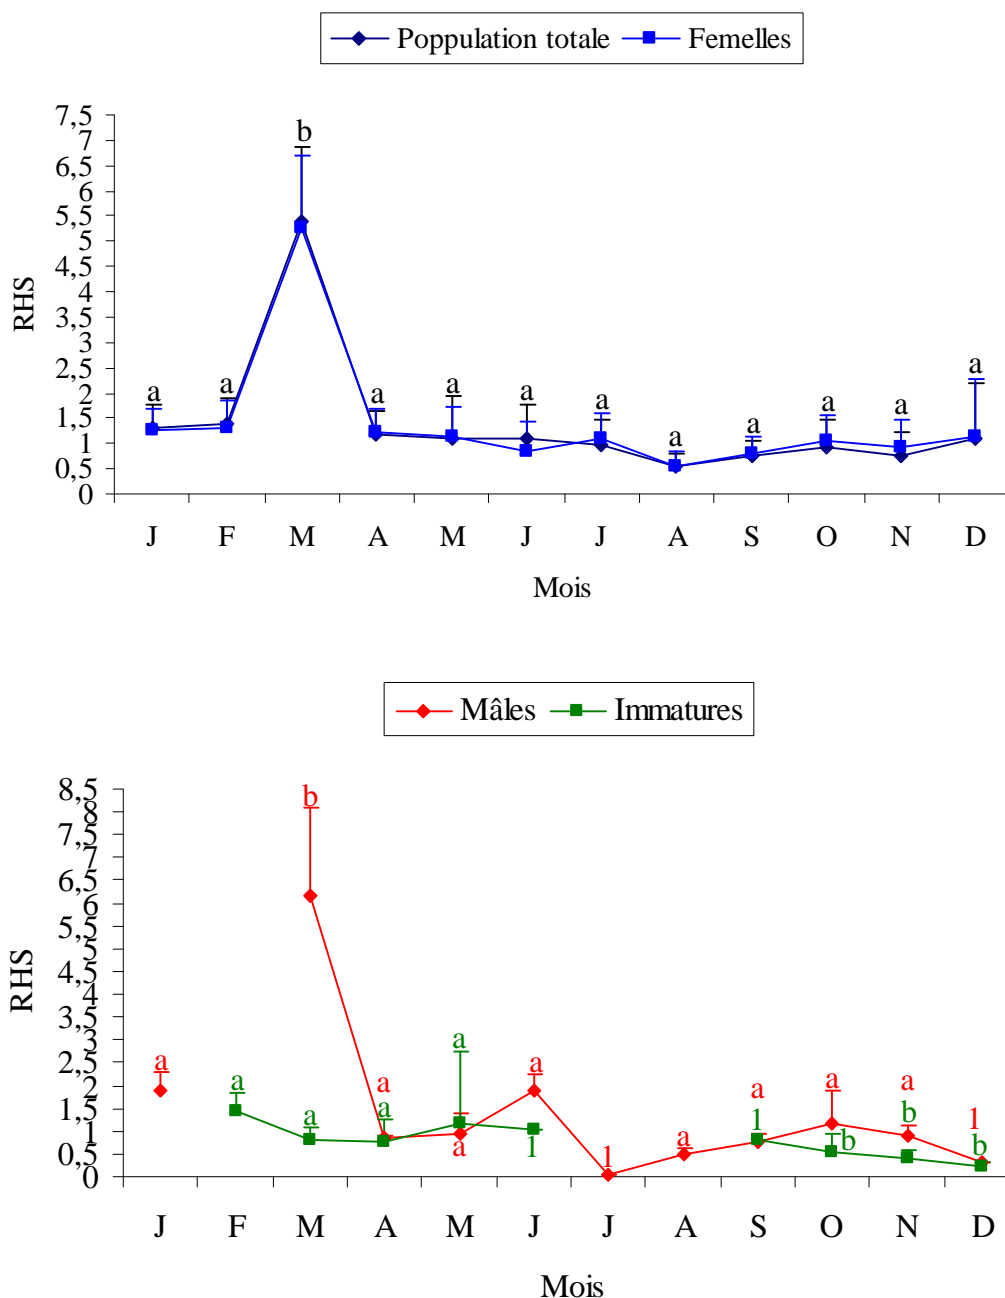 Poppulation totale Femelles
7,5
b
7
6,5
6
5,5
5
4,5
4
3,5
3
2,5
a a a a a a a a a a a
2
1,5
1
0,5
0
RHS
J F M A M J J A S O N D
Mois
Mâles Immatures
8,5
b
8
7,5
7
6,5
6
5,5
5
4,5
4
3,5
3
2,5
a a a a a a a a a
2
a a a
1,5
1 b 1
1
a 1 1 a b b
0,5
0
RHS
J F M A M J J A S O N D
Mois